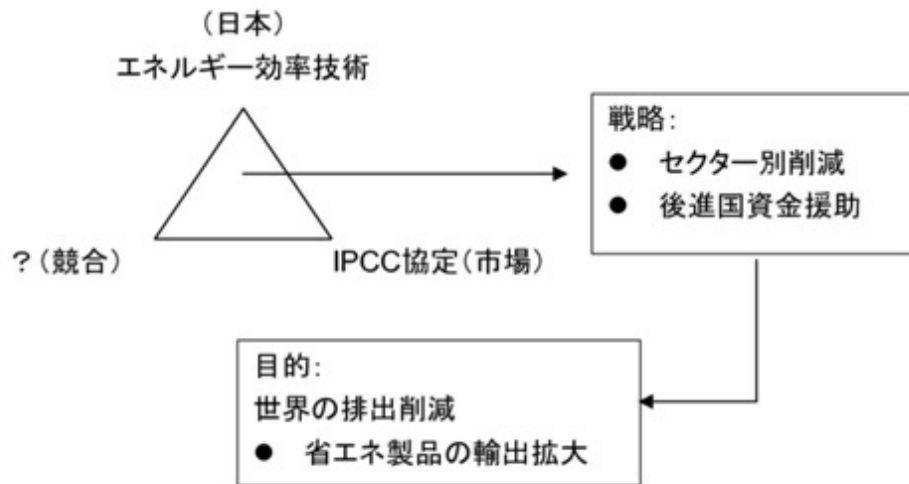 （日本）
エネルギー効率技術
？（競合）
IPCC協定（市場）
戦略：
● セクター別削減
● 後進国資金援助
目的：
世界の排出削減
● 省エネ製品の輸出拡大